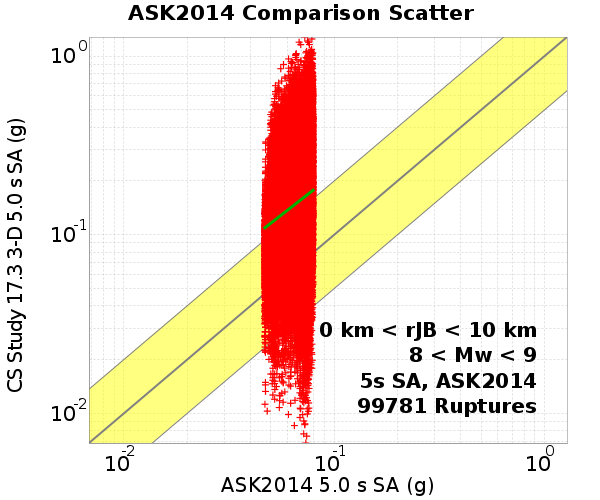 ASK2014 Comparison Scatter
CS Study 17.3 3-D 5.0 s SA (g)
10^0
10^-1
10^-2
0 km < rJB < 10 km
8 < Mw < 9
5s SA, ASK2014
99781 Ruptures
10^-2 10^-1 10^0
ASK2014 5.0 s SA (g)